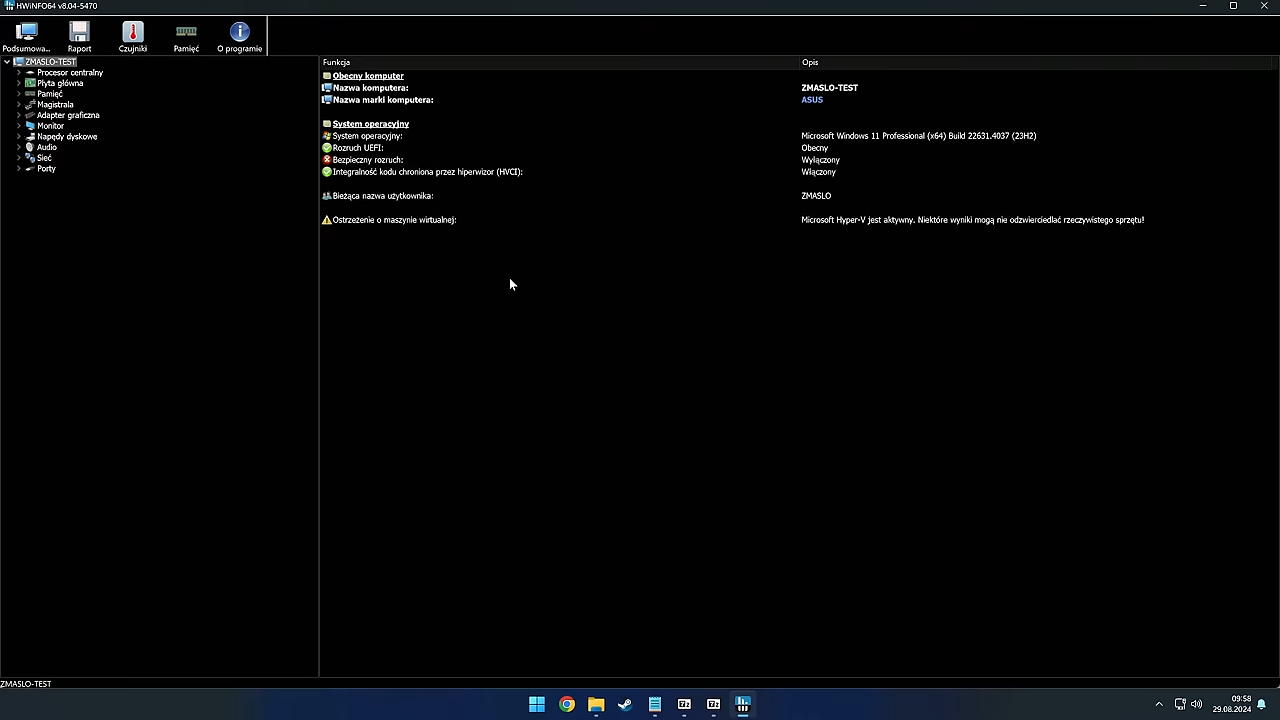 HWiNFO64 v8.04-5470
Podsumowa... Raport Czujniki Pamięć O programie
ZMASLO-TEST
Procesor centralny
Płyta główna
Pamięć
Magistrala
Adapter graficzna
Monitor
Napędy dyskowe
Audio
Sieć
Porty
Funkcja Opis
Obecny komputer
Nazwa komputera: ZMASLO-TEST
Nazwa marki komputera: ASUS
System operacyjny
System operacyjny: Microsoft Windows 11 Professional (x64) Build 22631.4037 (23H2)
Rozruch UEFI: Obecny
Bezpieczny rozruch: Wyłączony
Integralność kodu chroniona przez hiperwizor (HVCI): Włączony
Bieżąca nazwa użytkownika: ZMASLO
Ostrzeżenie o maszynie wirtualnej: Microsoft Hyper-V jest aktywny. Niektóre wyniki mogą nie odzwierciedlać rzeczywistego sprzętu!
ZMASLO-TEST
7z 7z
09:58
29.08.2024